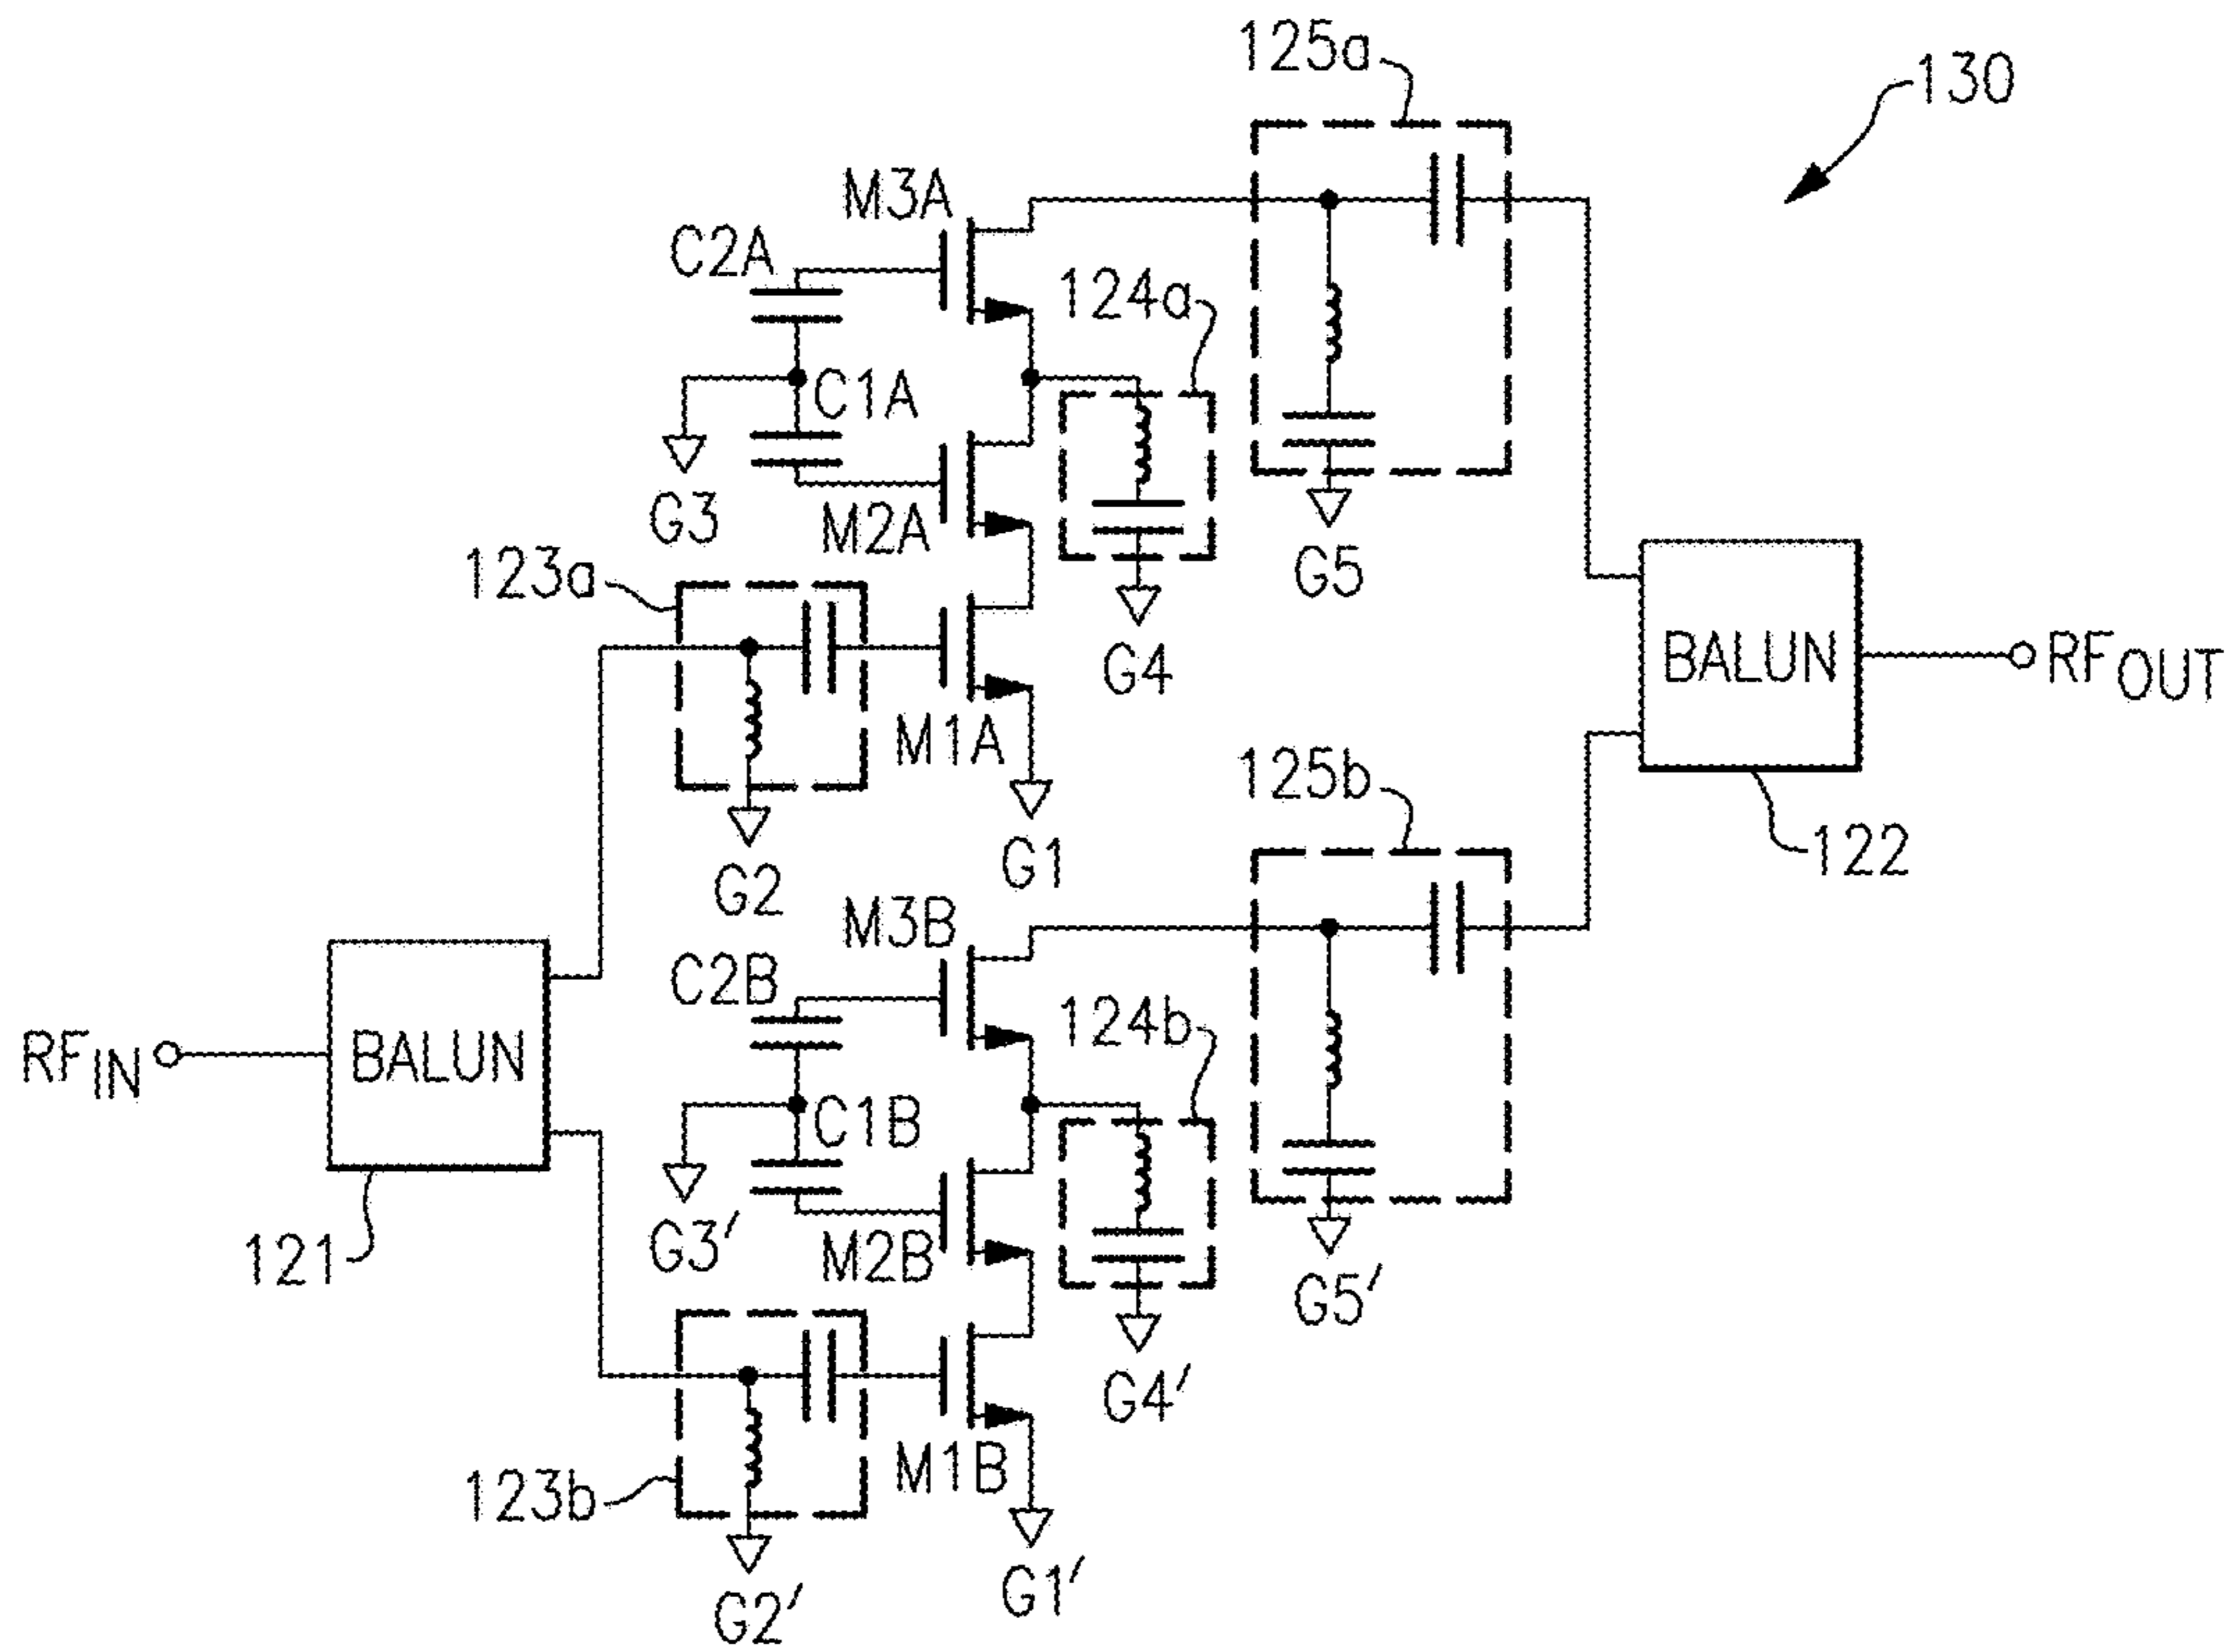 125a
130
M3A
C2A
124a
C1A
G3
M2A
G5
123a
G4
BALUN
RFOUT
M1A
125b
122
G1
G2
M3B
C2B
124b
RFIN
BALUN
C1B
G3′
M2B
121
G5′
G4′
M1B
123b
G1′
G2′